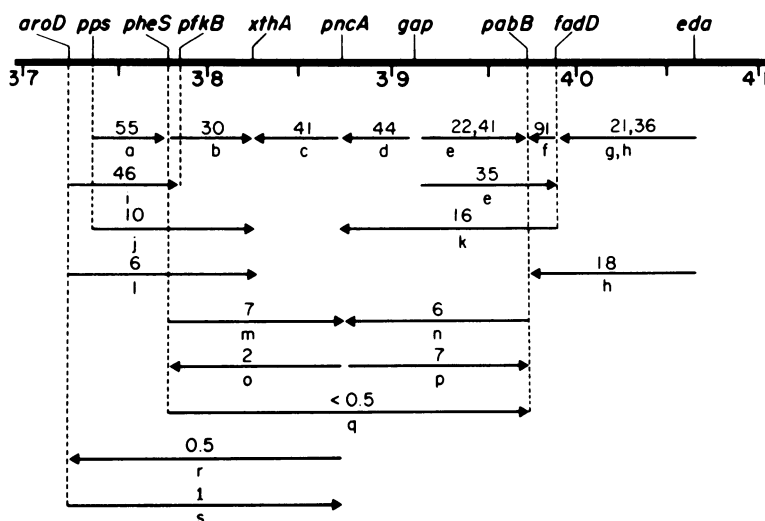 aroD pps pheS pfkB xthA pncA gap pabB fadD eda
37 38 39 40 41
55 30 41 44 22,41 91 21,36
a b c d e f g,h
46 35
i e
10 16
j k
6 18
l h
7 6
m n
2 7
o p
< 0.5
q
0.5
r
1
s